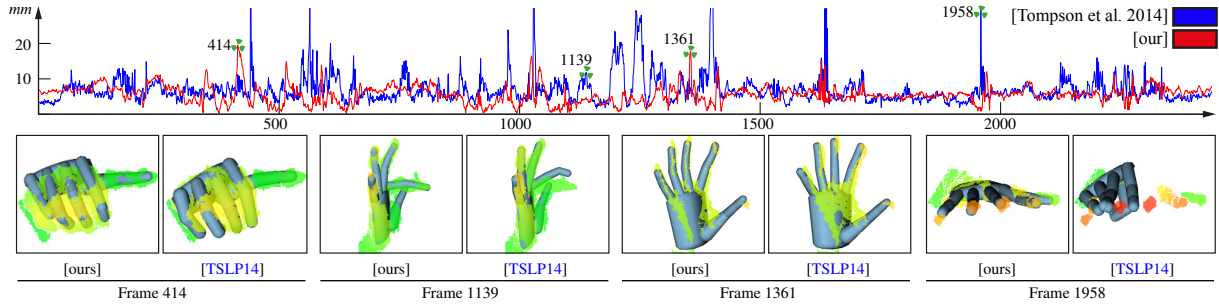 mm
20
10
414
1139
1361
1958
[Tompson et al. 2014]
[our]
500
1000
1500
2000
[ours]
[TSLP14]
[ours]
[TSLP14]
[ours]
[TSLP14]
[ours]
[TSLP14]
Frame 414
Frame 1139
Frame 1361
Frame 1958